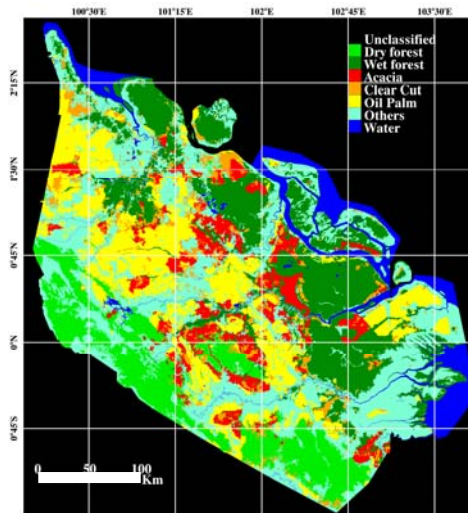 100°30'E 101°15'E 102°E 102°45'E 103°30'E
Unclassified
Dry forest
Wet forest
Acacia
Clear Cut
Oil Palm
Others
Water
2°15'N
1°30'N
0°45'N
0°N
0°45'S
0 50 100
Km